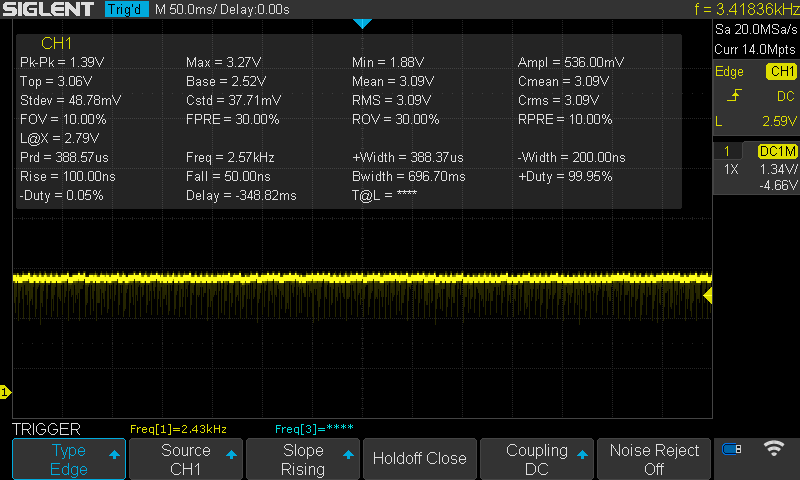 SIGLENT Trig'd M 50.0ms/ Delay:0.00s f = 3.41836kHz
Sa 20.0MSa/s
Curr 14.0Mpts
CH1
Pk-Pk = 1.39V Max = 3.27V Min = 1.88V Ampl = 536.00mV
Top = 3.06V Base = 2.52V Mean = 3.09V Cmean = 3.09V
Stdev = 48.78mV Cstd = 37.71mV RMS = 3.09V Crms = 3.09V
FOV = 10.00% FPRE = 30.00% ROV = 30.00% RPRE = 10.00%
L@X = 2.79V
Prd = 388.57us Freq = 2.57kHz +Width = 388.37us -Width = 200.00ns
Rise = 100.00ns Fall = 50.00ns Bwidth = 696.70ms +Duty = 99.95%
-Duty = 0.05% Delay = -348.82ms T@L = ****
Edge CH1
DC
L 2.59V
1 DC1M
1X 1.34V/
-4.66V
1
TRIGGER Freq[1]=2.43kHz Freq[3]=****
Type
Edge
Source
CH1
Slope
Rising
Holdoff Close
Coupling
DC
Noise Reject
Off